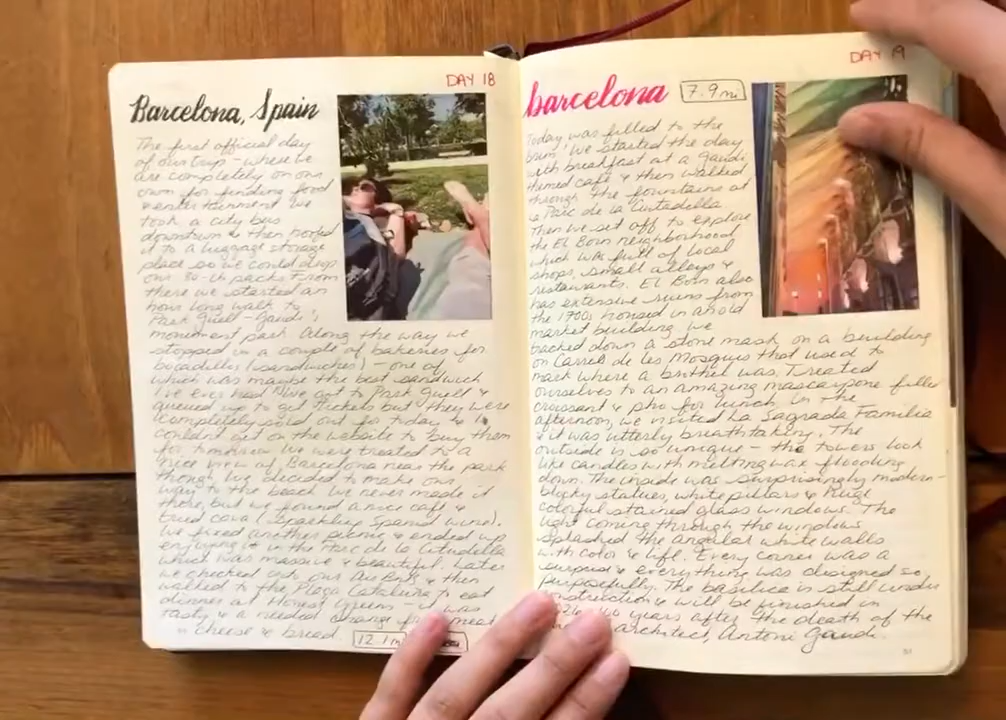 DAY 18
Barcelona, Spain
The first official day
of our trip - where we
are completely on our
own for finding food
& entertainment. We
took a city bus
downtown & then
it to a luggage storage
place so we could drop
our packs. From
there we started an
hour long walk to
Park Guell - Gaudi's
monument park. Along the way we
stopped in a couple of bakeries for
bocadillos (sandwiches) - one of
which was maybe the best sandwich
I've ever had. We got to Park Guell &
queued up to get tickets but they were
completely sold out for today &
couldn't get on the website to buy them
for tomorrow. We were treated to a
nice view of Barcelona near the park
though. We decided to make our
way to the beach. We never made it
there, but we found a nice cafe &
tried cava (sparkling Spanish wine).
We another & ended up
enjoying it in the Parc de la Ciutadella
which was massive & beautiful. Later
we checked into our AirBnB & then
walked to the Plaça Catalunya to eat
dinner at Honest Greens - it was
tasty & a needed change from meat
cheese & bread.
12.1 mi
DAY 19
barcelona
7.9 mi
Today was filled to the
brim. We started the day
with breakfast at a gaudi
themed cafe & then walked
through the fountains at
Parc de la Ciutadella
Then we set off to explore
the El Born neighborhood
which was full of local
shops, small alleys &
restaurants. El Born also
has extensive ruins from
the 1700s housed in an old
market building. We
tracked down a stone mask on a building
on Carrer de les Mosques that used to
mark where a brothel was. Treated
ourselves to an amazing mascarpone filled
croissant & pho for lunch. In the
afternoon, we visited La Sagrada Familia
& it was utterly breathtaking. The
outside is so unique - the towers look
like candles with melting wax flooding
down. The inside was surprisingly modern -
blocky statues, white pillars & huge
colorful stained glass windows. The
light coming through the windows
splashed the angular white walls
with color & life. Every corner was a
surprise & everything was designed so
purposefully. The basilica is still under
construction & will be finished in
years after the death of the
architect, Antoni Gaudi.